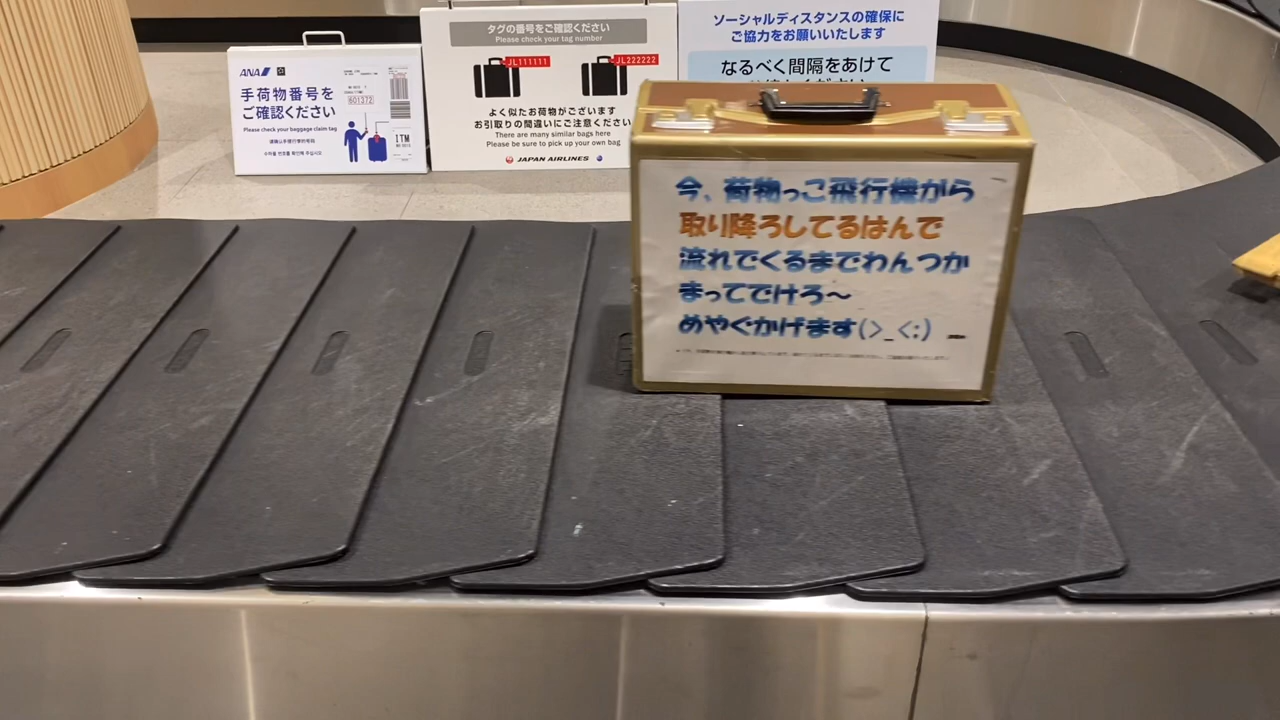 ANA
手荷物番号を
ご確認ください
Please check your baggage claim tag
601372
ITM
タグの番号をご確認ください
Please check your tag number
JL111111
JL222222
よく似たお荷物がございます
お引取りの間違いにご注意ください
There are many similar bags here
Please be sure to pick up your own bag
JAPAN AIRLINES
ソーシャルディスタンスの確保に
ご協力をお願いいたします
なるべく間隔をあけて
今、荷物っこ飛行機がら
取り降ろしてるはんで
流れでくるまでわんつか
まってでけろ～
めやぐかげます(>_<;)